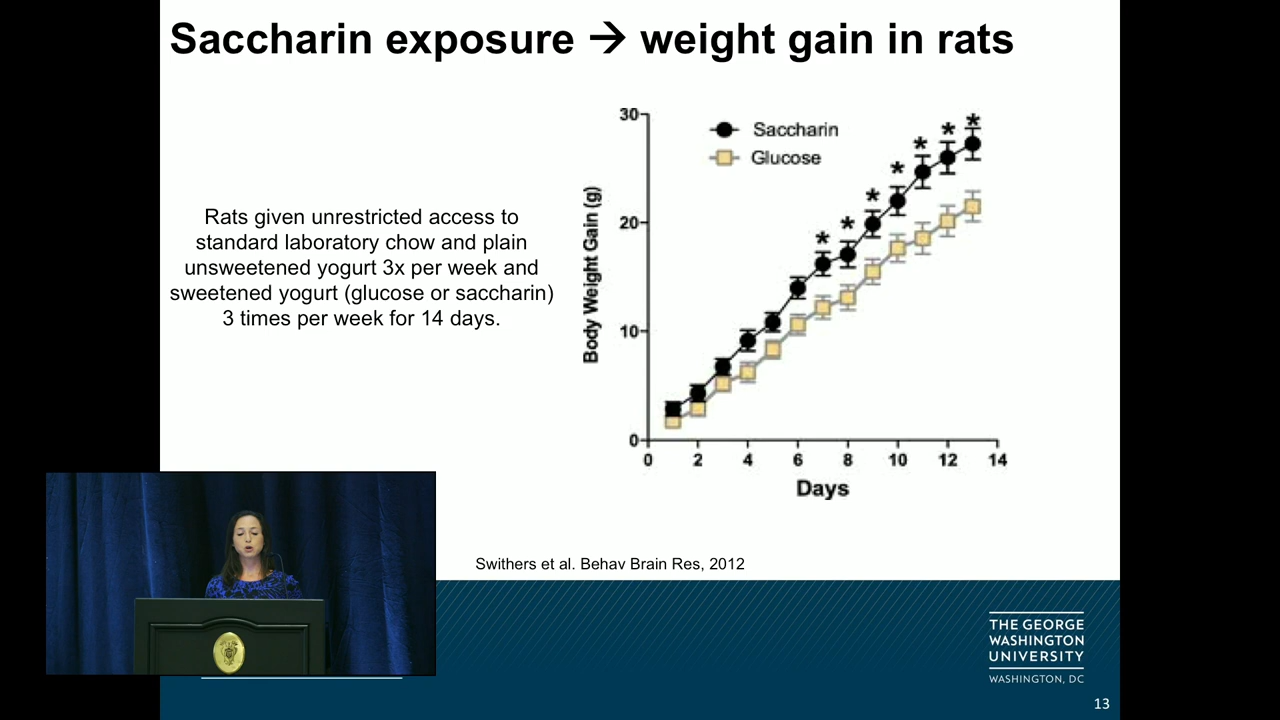 Saccharin exposure → weight gain in rats
Rats given unrestricted access to
standard laboratory chow and plain
unsweetened yogurt 3x per week and
sweetened yogurt (glucose or saccharin)
3 times per week for 14 days.
Saccharin
Glucose
Body Weight Gain (g)
30
20
10
0
0 2 4 6 8 10 12 14
Days
* * * * * * *
Swithers et al. Behav Brain Res, 2012
THE GEORGE
WASHINGTON
UNIVERSITY
WASHINGTON, DC
13